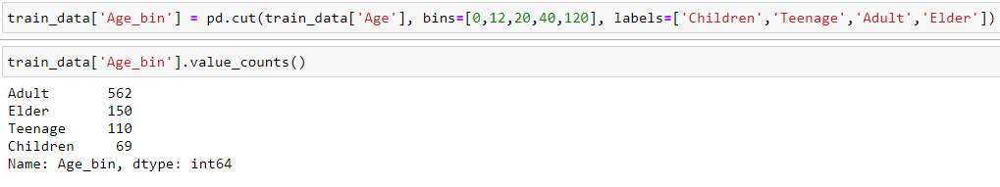 train_data['Age_bin'] = pd.cut(train_data['Age'], bins=[0,12,20,40,120], labels=['Children','Teenage','Adult','Elder'])
train_data['Age_bin'].value_counts()
Adult       562
Elder       150
Teenage     110
Children     69
Name: Age_bin, dtype: int64